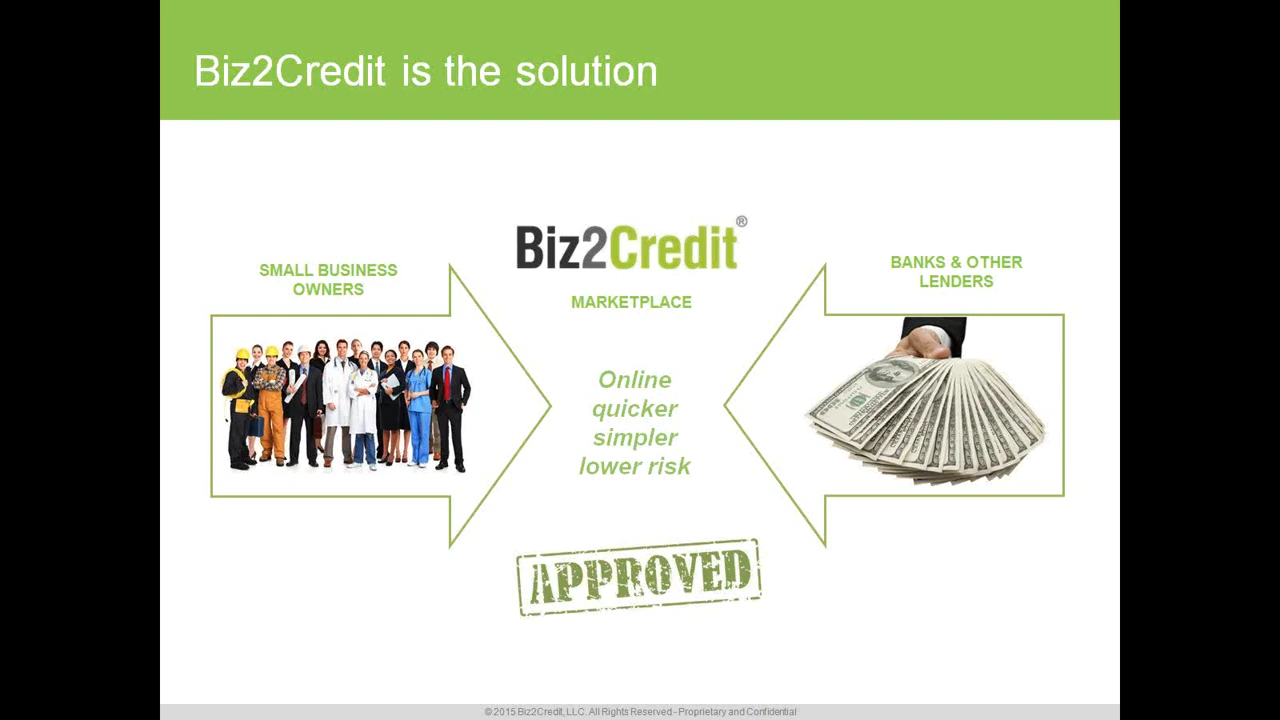 Biz2Credit is the solution
SMALL BUSINESS
OWNERS
Biz2Credit®
MARKETPLACE
BANKS & OTHER
LENDERS
Online
quicker
simpler
lower risk
APPROVED
© 2015 Biz2Credit, LLC. All Rights Reserved - Proprietary and Confidential